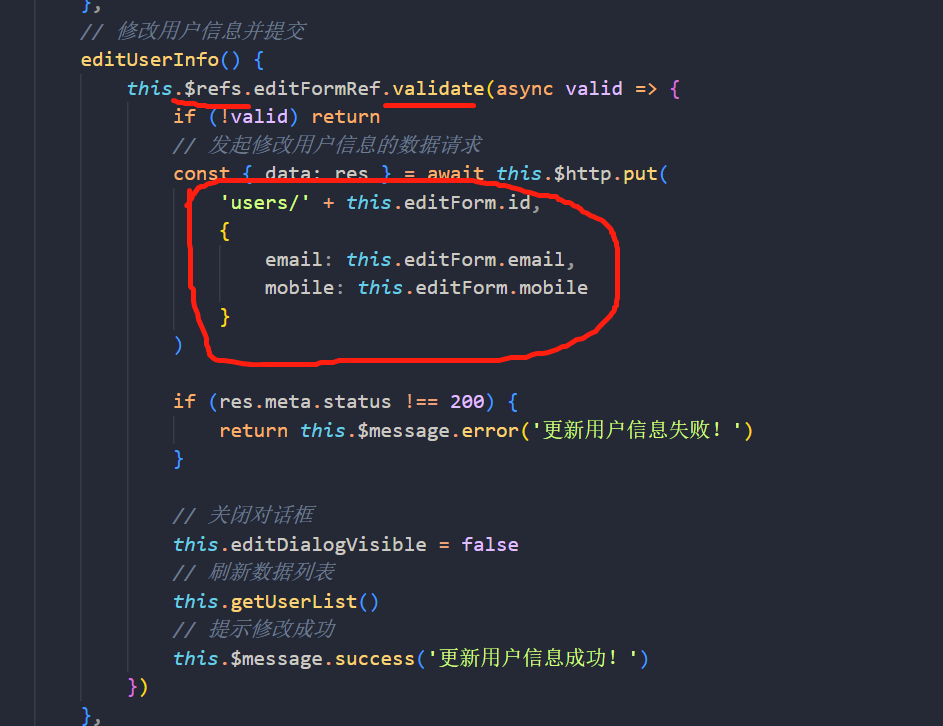 },
// 修改用户信息并提交
editUserInfo() {
this.$refs.editFormRef.validate(async valid => {
if (!valid) return
// 发起修改用户信息的数据请求
const { data: res } = await this.$http.put(
'users/' + this.editForm.id,
{
email: this.editForm.email,
mobile: this.editForm.mobile
}
)
if (res.meta.status !== 200) {
return this.$message.error('更新用户信息失败！')
}
// 关闭对话框
this.editDialogVisible = false
// 刷新数据列表
this.getUserList()
// 提示修改成功
this.$message.success('更新用户信息成功！')
})
},